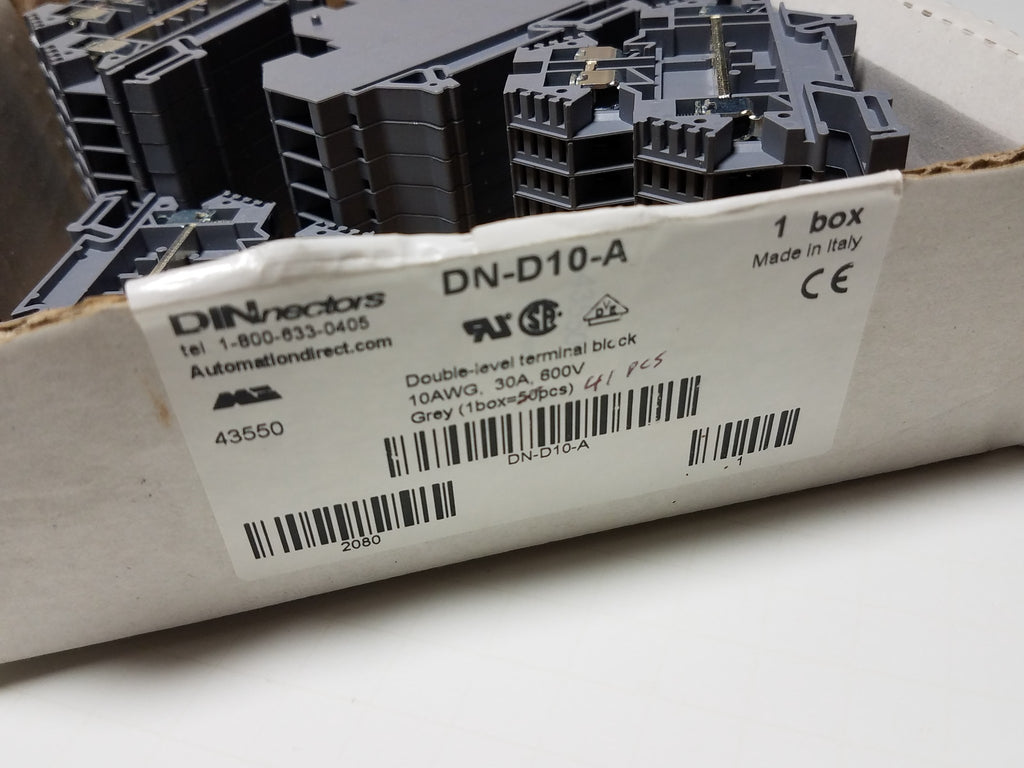 DN-D10-A
1 box
Made in Italy
CE
DINnectors
tel 1-800-633-0405
Automationdirect.com
43550
Double-level terminal block
10AWG, 30A, 600V
Grey (1box=50pcs) 41 PCS
DN-D10-A
1
2080